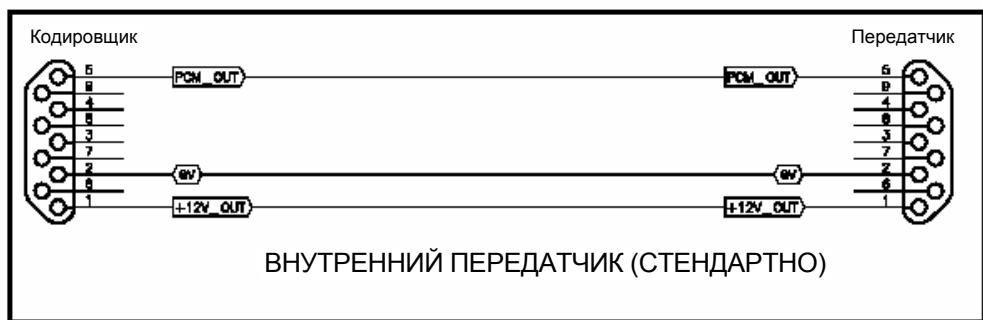 Кодировщик Передатчик
5 PCM_OUT PCM_OUT 5
9 9
4 4
8 8
3 3
7 7
2 0V 0V 2
6 6
1 +12V_OUT +12V_OUT 1
ВНУТРЕННИЙ ПЕРЕДАТЧИК (СТЕНДАРТНО)